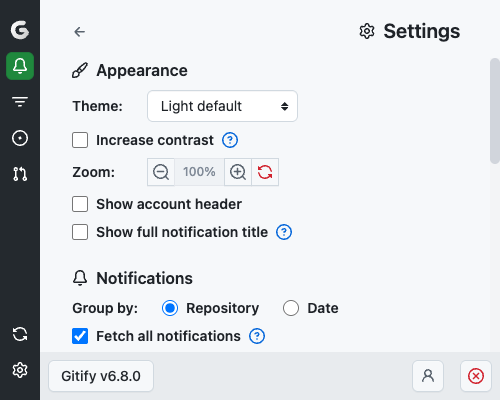 Settings
Appearance
Theme: Light default
Increase contrast
Zoom: 100%
Show account header
Show full notification title
Notifications
Group by: Repository Date
Fetch all notifications
Gitify v6.8.0